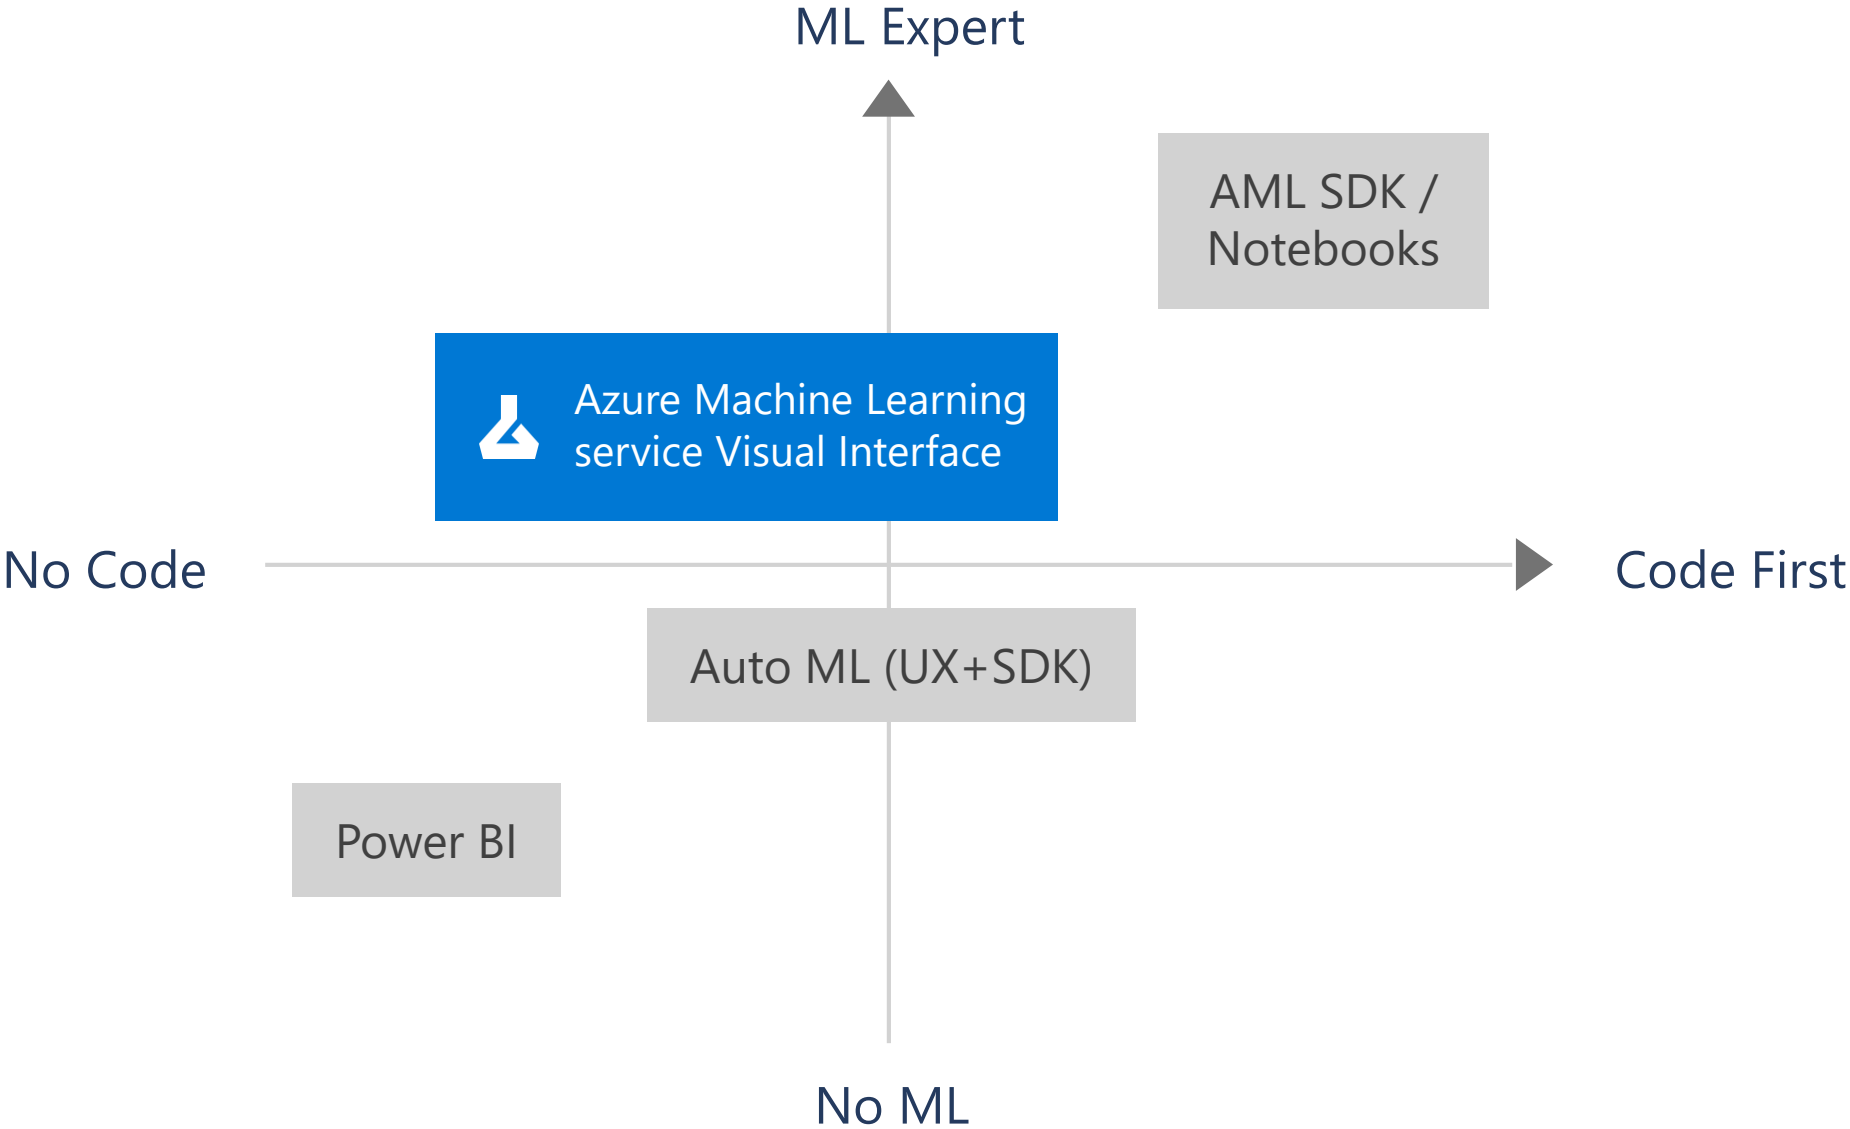 ML Expert
AML SDK /
Notebooks
Azure Machine Learning
service Visual Interface
No Code
Code First
Auto ML (UX+SDK)
Power BI
No ML